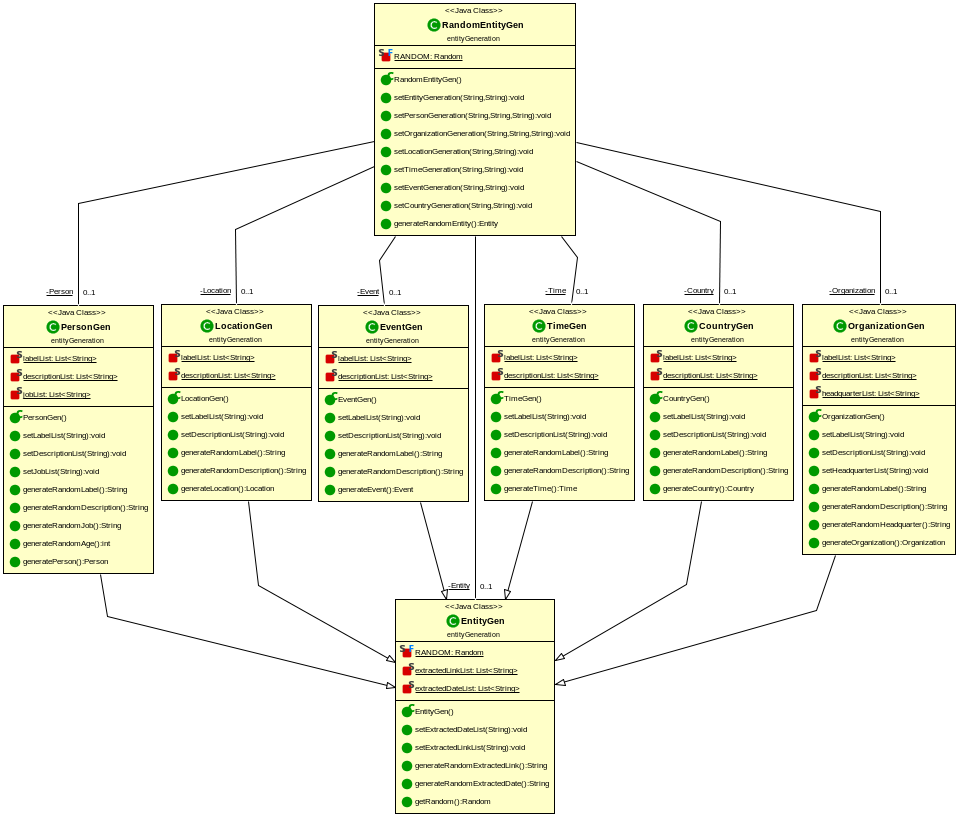 <<Java Class>>
RandomEntityGen
entityGeneration
RANDOM: Random
RandomEntityGen()
setEntityGeneration(String,String):void
setPersonGeneration(String,String,String):void
setOrganizationGeneration(String,String,String):void
setLocationGeneration(String,String):void
setTimeGeneration(String,String):void
setEventGeneration(String,String):void
setCountryGeneration(String,String):void
generateRandomEntity():Entity
-Person 0..1
-Location 0..1
-Event 0..1
-Time 0..1
-Country 0..1
-Organization 0..1
<<Java Class>>
PersonGen
entityGeneration
labelList: List<String>
descriptionList: List<String>
jobList: List<String>
PersonGen()
setLabelList(String):void
setDescriptionList(String):void
setJobList(String):void
generateRandomLabel():String
generateRandomDescription():String
generateRandomJob():String
generateRandomAge():int
generatePerson():Person
<<Java Class>>
LocationGen
entityGeneration
labelList: List<String>
descriptionList: List<String>
LocationGen()
setLabelList(String):void
setDescriptionList(String):void
generateRandomLabel():String
generateRandomDescription():String
generateLocation():Location
<<Java Class>>
EventGen
entityGeneration
labelList: List<String>
descriptionList: List<String>
EventGen()
setLabelList(String):void
setDescriptionList(String):void
generateRandomLabel():String
generateRandomDescription():String
generateEvent():Event
<<Java Class>>
TimeGen
entityGeneration
labelList: List<String>
descriptionList: List<String>
TimeGen()
setLabelList(String):void
setDescriptionList(String):void
generateRandomLabel():String
generateRandomDescription():String
generateTime():Time
<<Java Class>>
CountryGen
entityGeneration
labelList: List<String>
descriptionList: List<String>
CountryGen()
setLabelList(String):void
setDescriptionList(String):void
generateRandomLabel():String
generateRandomDescription():String
generateCountry():Country
<<Java Class>>
OrganizationGen
entityGeneration
labelList: List<String>
descriptionList: List<String>
headquarterList: List<String>
OrganizationGen()
setLabelList(String):void
setDescriptionList(String):void
setHeadquarterList(String):void
generateRandomLabel():String
generateRandomDescription():String
generateRandomHeadquarter():String
generateOrganization():Organization
-Entity 0..1
<<Java Class>>
EntityGen
entityGeneration
RANDOM: Random
extractedLinkList: List<String>
extractedDateList: List<String>
EntityGen()
setExtractedDateList(String):void
setExtractedLinkList(String):void
generateRandomExtractedLink():String
generateRandomExtractedDate():String
getRandom():Random